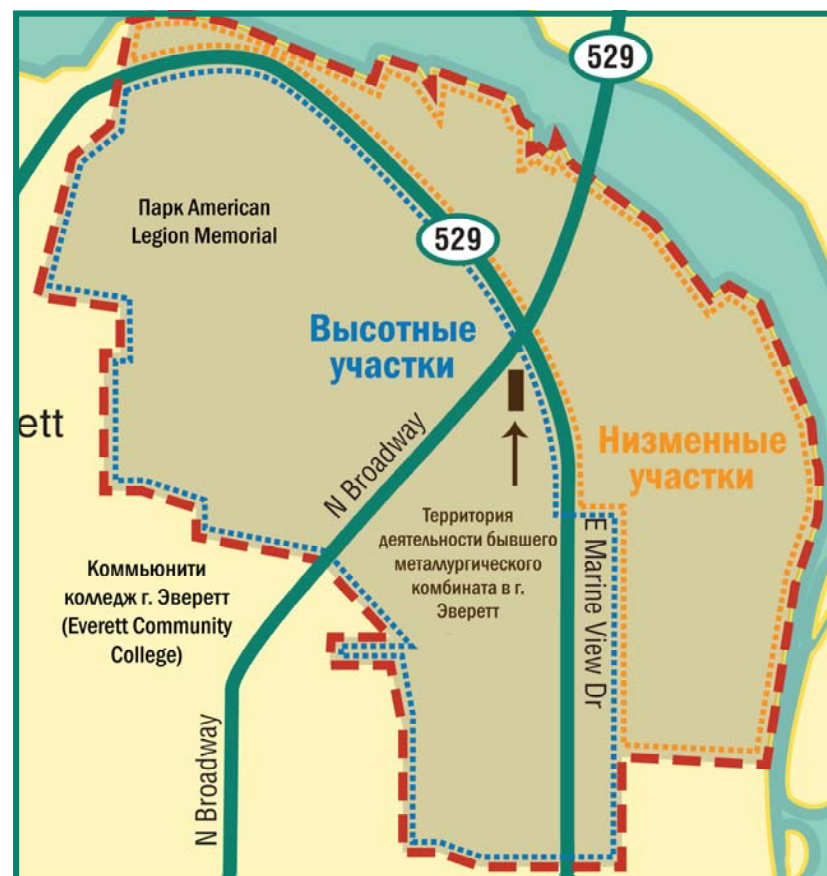 529
Парк American
Legion Memorial
529
Высотные
участки
ett
N Broadway
Низменные
участки
Территория
деятельности бывшего
металлургического
комбината в г.
Эверетт
E Marine View Dr
Коммьюнити
колледж г. Эверетт
(Everett Community
College)
N Broadway